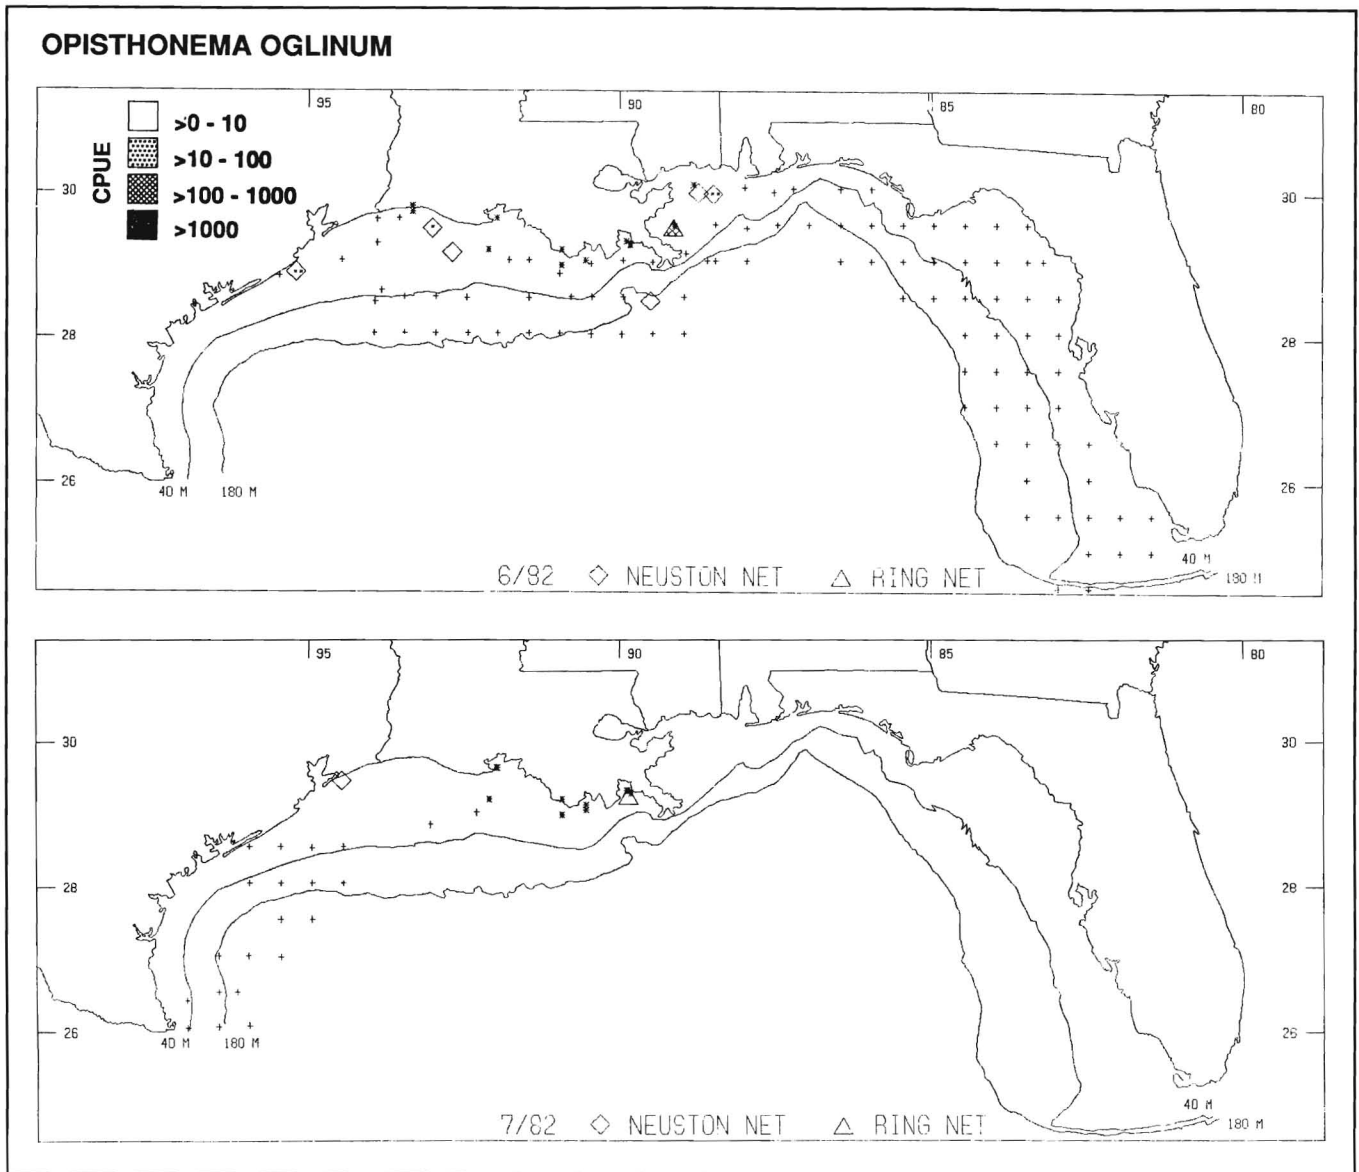 OPISTHONEMA OGLINUM
95 90 85 80
CPUE
>0 - 10
>10 - 100
>100 - 1000
>1000
30 30
28 28
26 26
40 M 180 M
40 M
180 M
6/82 NEUSTON NET RING NET
95 90 85 80
30 30
28 28
26 26
40 M 180 M
40 M
180 M
7/82 NEUSTON NET RING NET